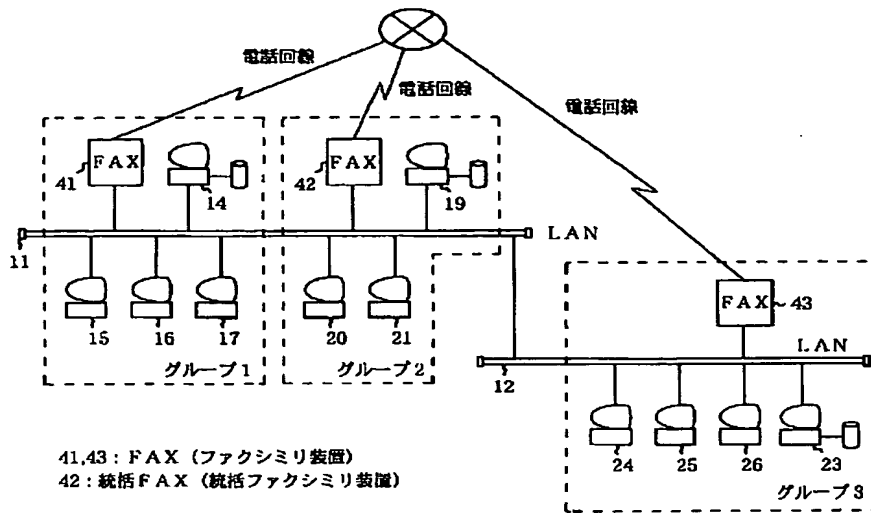 電話回線
電話回線
電話回線
FAX
41
14
FAX
42
19
11
LAN
15
16
17
20
21
グループ1
グループ2
FAX
43
LAN
12
24
25
26
23
グループ3
41,43:FAX(ファクシミリ装置)
42:統括FAX(統括ファクシミリ装置)